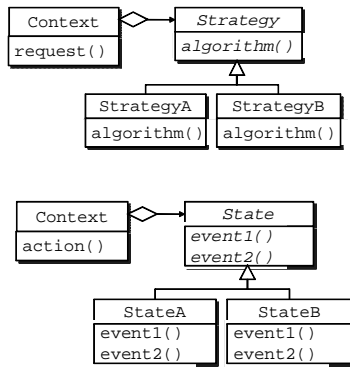 Context
Strategy
request()
algorithm()
StrategyA
StrategyB
algorithm()
algorithm()
Context
State
action()
event1()
event2()
StateA
StateB
event1()
event1()
event2()
event2()